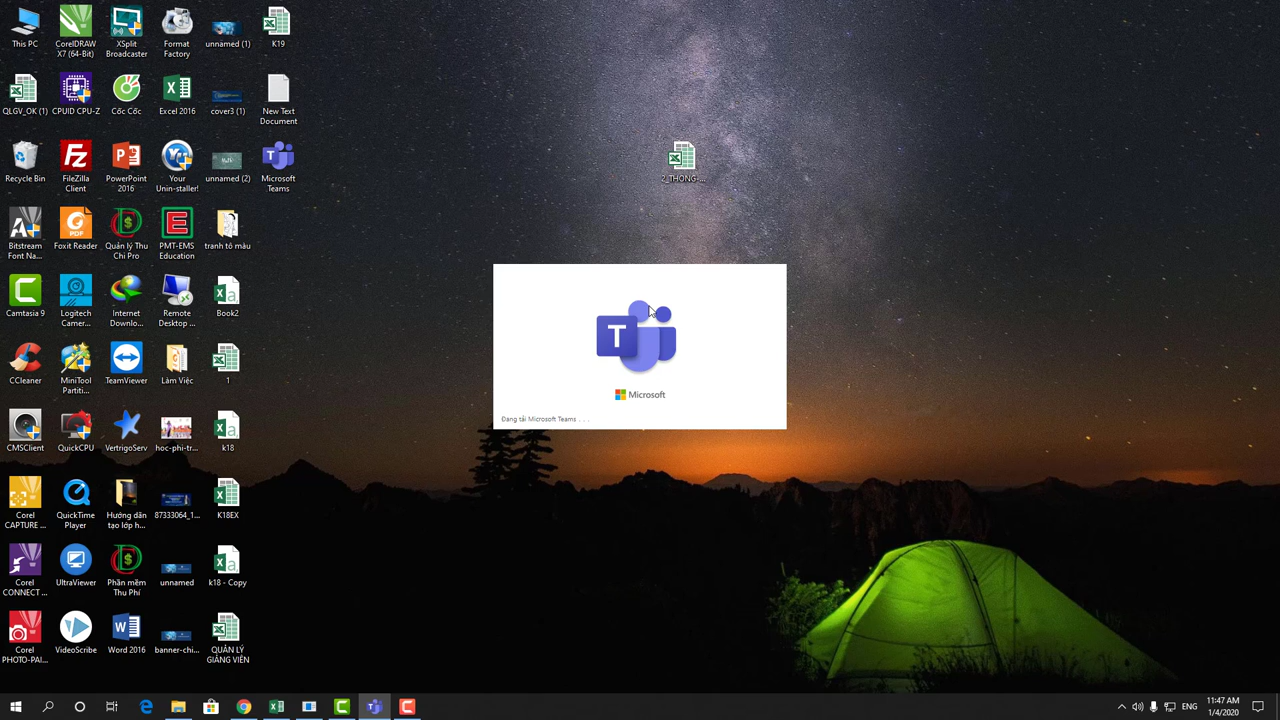 This PC
CorelDRAW
X7 (64-Bit)
XSplit
Broadcaster
Format
Factory
unnamed (1)
K19
QLGV_OK (1)
CPUID CPU-Z
Cốc Cốc
Excel 2016
cover3 (1)
New Text
Document
Recycle Bin
FileZilla
Client
PowerPoint
2016
Your
Unin-staller!
unnamed (2)
Microsoft
Teams
2_THONG-...
Bitstream
Font Na...
Foxit Reader
Quản lý Thu
Chi Pro
PMT-EMS
Education
tranh tô màu
Camtasia 9
Logitech
Camer...
Internet
Downlo...
Remote
Desktop ...
Book2
T
Microsoft
Đang tải Microsoft Teams . . .
CCleaner
MiniTool
Partiti...
TeamViewer
Làm Việc
1
CMSClient
QuickCPU
VertrigoServ
hoc-phi-tr...
k18
Corel
CAPTURE ...
QuickTime
Player
Hướng dẫn
tạo lớp h...
87333064_1...
K18EX
Corel
CONNECT ...
UltraViewer
Phần mềm
Thu Phí
unnamed
k18 - Copy
Corel
PHOTO-PAI...
VideoScribe
Word 2016
banner-chi...
QUẢN LÝ
GIẢNG VIÊN
ENG
11:47 AM
1/4/2020